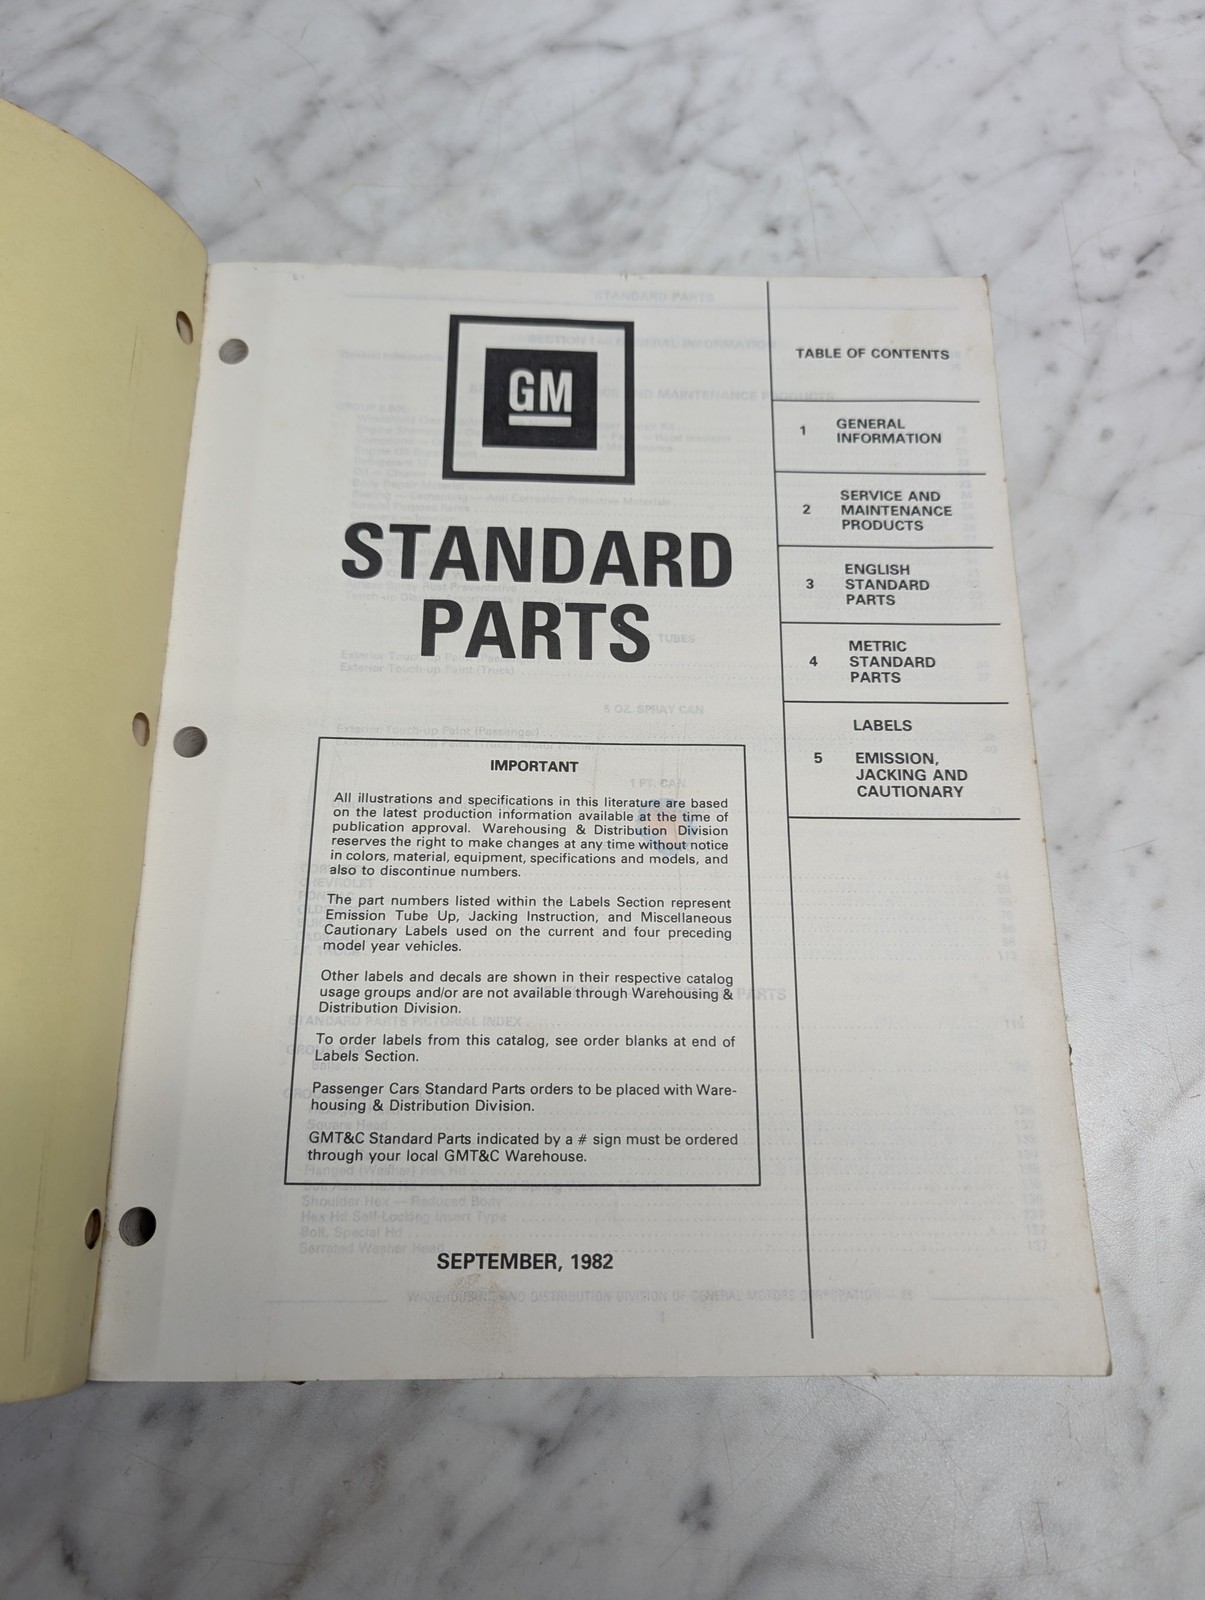 GM
STANDARD
PARTS
IMPORTANT
All illustrations and specifications in this literature are based
on the latest production information available at the time of
publication approval. Warehousing & Distribution Division
reserves the right to make changes at any time without notice
in colors, material, equipment, specifications and models, and
also to discontinue numbers.
The part numbers listed within the Labels Section represent
Emission Tube Up, Jacking Instruction, and Miscellaneous
Cautionary Labels used on the current and four preceding
model year vehicles.
Other labels and decals are shown in their respective catalog
usage groups and/or are not available through Warehousing &
Distribution Division.
To order labels from this catalog, see order blanks at end of
Labels Section.
Passenger Cars Standard Parts orders to be placed with Ware-
housing & Distribution Division.
GMT&C Standard Parts indicated by a # sign must be ordered
through your local GMT&C Warehouse.
SEPTEMBER, 1982
TABLE OF CONTENTS
1 GENERAL
INFORMATION
2 SERVICE AND
MAINTENANCE
PRODUCTS
3 ENGLISH
STANDARD
PARTS
4 METRIC
STANDARD
PARTS
LABELS
5 EMISSION,
JACKING AND
CAUTIONARY